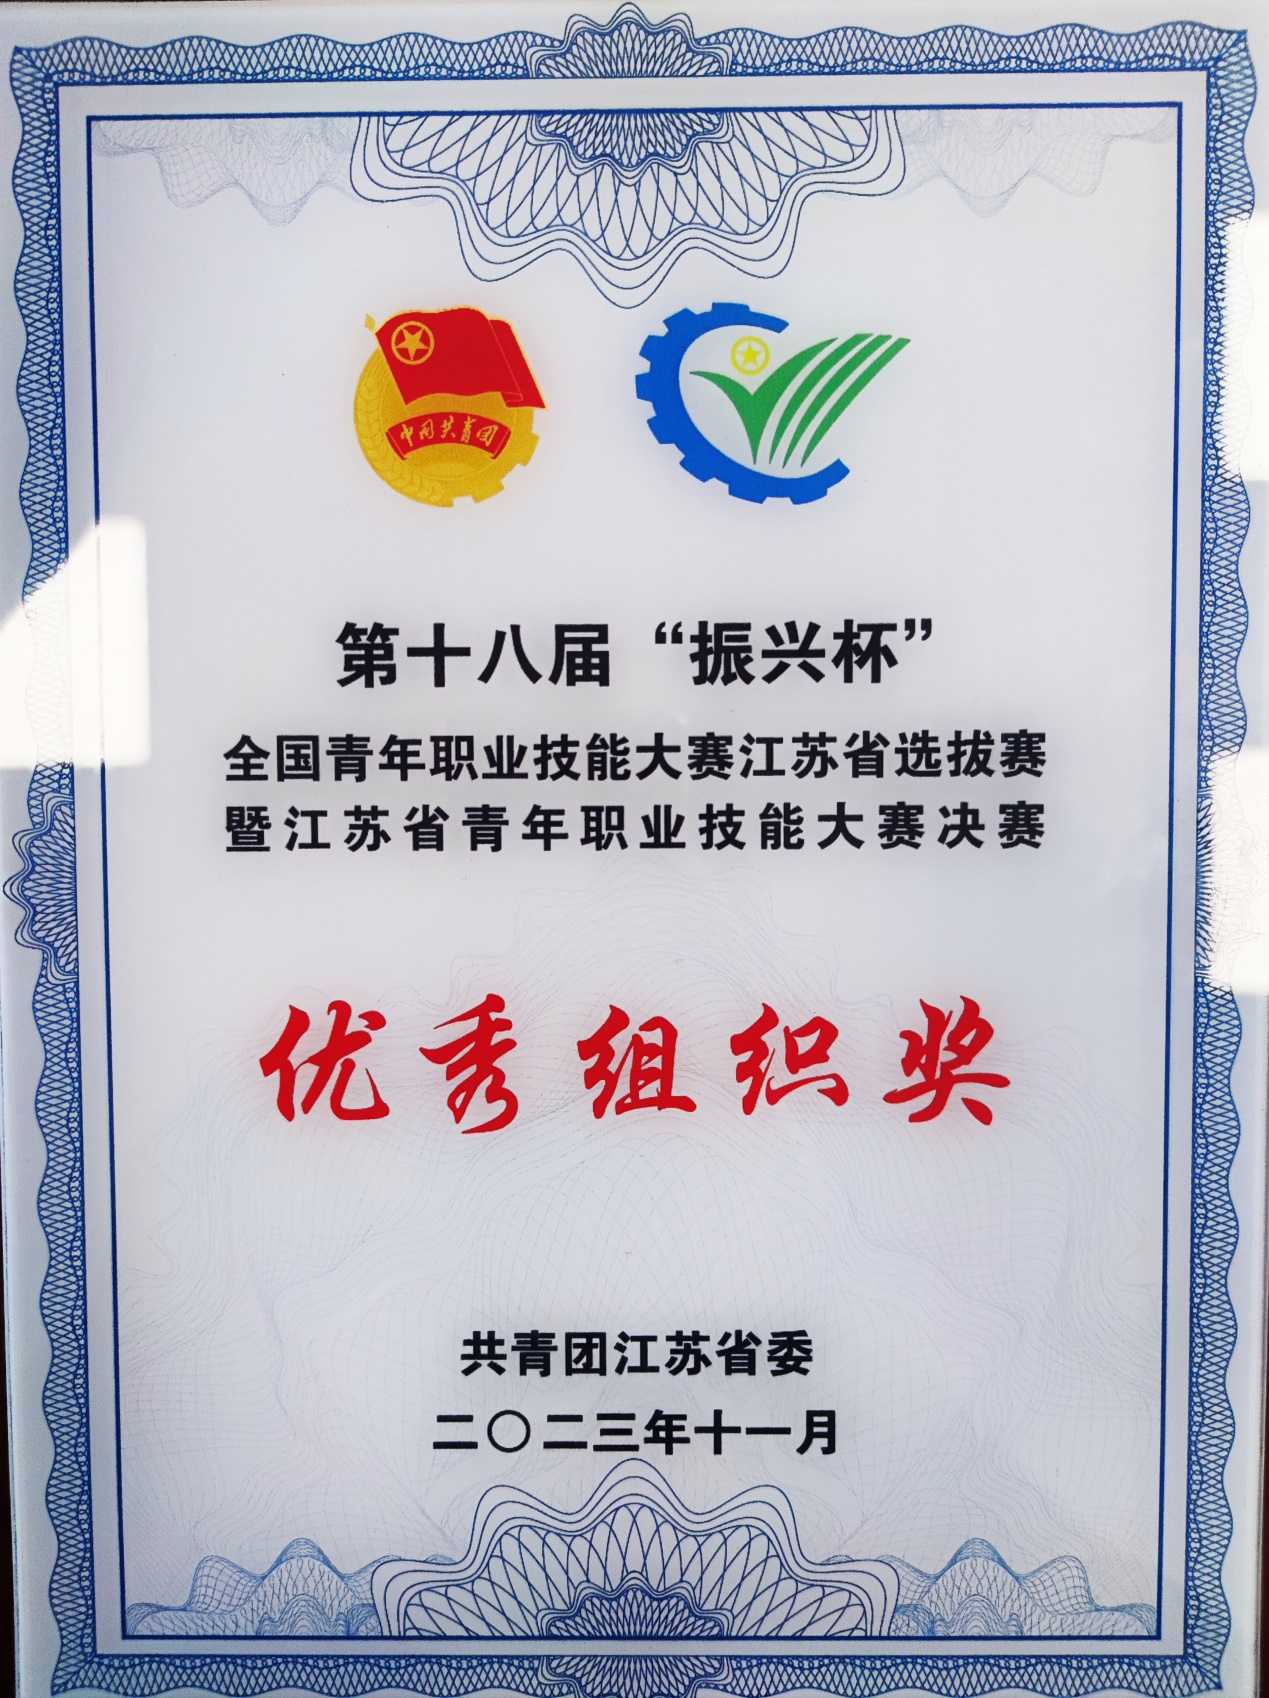 中国共青团
第十八届“振兴杯”
全国青年职业技能大赛江苏省选拔赛
暨江苏省青年职业技能大赛决赛
优秀组织奖
共青团江苏省委
二〇二三年十一月